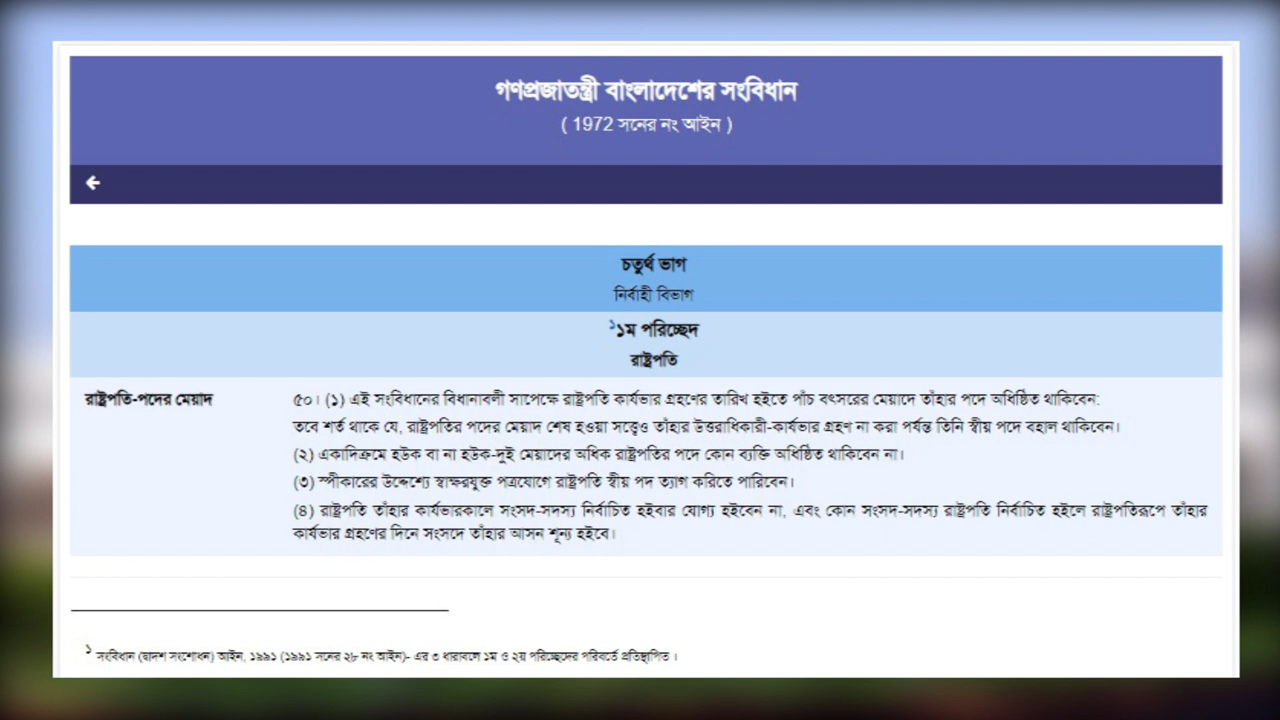 গণপ্রজাতন্ত্রী বাংলাদেশের সংবিধান
( 1972 সনের নং আইন )
চতুর্থ ভাগ
নির্বাহী বিভাগ
১১ম পরিচ্ছেদ
রাষ্ট্রপতি
রাষ্ট্রপতি-পদের মেয়াদ
৫০। (১) এই সংবিধানের বিধানাবলী সাপেক্ষে রাষ্ট্রপতি কার্যভার গ্রহণের তারিখ হইতে পাঁচ বৎসরের মেয়াদে তাঁহার পদে অধিষ্ঠিত থাকিবেন:
তবে শর্ত থাকে যে, রাষ্ট্রপতির পদের মেয়াদ শেষ হওয়া সত্ত্বেও তাঁহার উত্তরাধিকারী-কার্যভার গ্রহণ না করা পর্যন্ত তিনি স্বীয় পদে বহাল থাকিবেন।
(২) একাদিক্রমে হউক বা না হউক-দুই মেয়াদের অধিক রাষ্ট্রপতির পদে কোন ব্যক্তি অধিষ্ঠিত থাকিবেন না।
(৩) স্পীকারের উদ্দেশ্যে স্বাক্ষরযুক্ত পত্রযোগে রাষ্ট্রপতি স্বীয় পদ ত্যাগ করিতে পারিবেন।
(৪) রাষ্ট্রপতি তাঁহার কার্যভারকালে সংসদ-সদস্য নির্বাচিত হইবার যোগ্য হইবেন না, এবং কোন সংসদ-সদস্য রাষ্ট্রপতি নির্বাচিত হইলে রাষ্ট্রপতিরূপে তাঁহার
কার্যভার গ্রহণের দিনে সংসদে তাঁহার আসন শূন্য হইবে।
১ সংবিধান (দ্বাদশ সংশোধন) আইন, ১৯৯১ (১৯৯১ সনের ২৮ নং আইন)- এর ৩ ধারাবলে ১ম ও ২য় পরিচ্ছেদের পরিবর্তে প্রতিস্থাপিত।